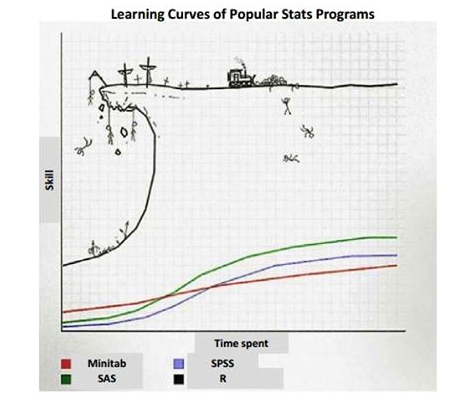 Learning Curves of Popular Stats Programs
Skill
Time spent
Minitab
SPSS
SAS
R